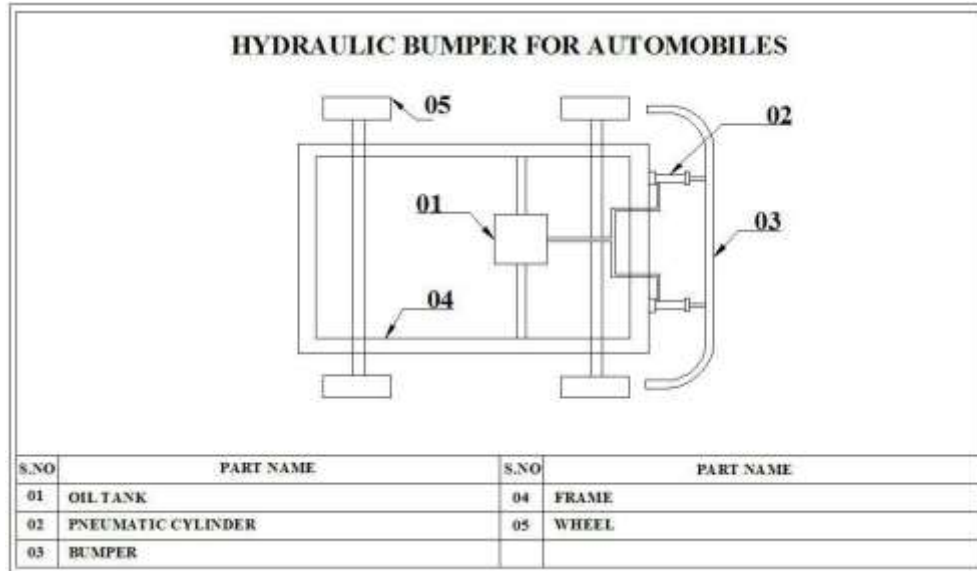 HYDRAULIC BUMPER FOR AUTOMOBILES
05
02
01
03
04
S.NO PART NAME S.NO PART NAME
01 OIL TANK 04 FRAME
02 PNEUMATIC CYLINDER 05 WHEEL
03 BUMPER